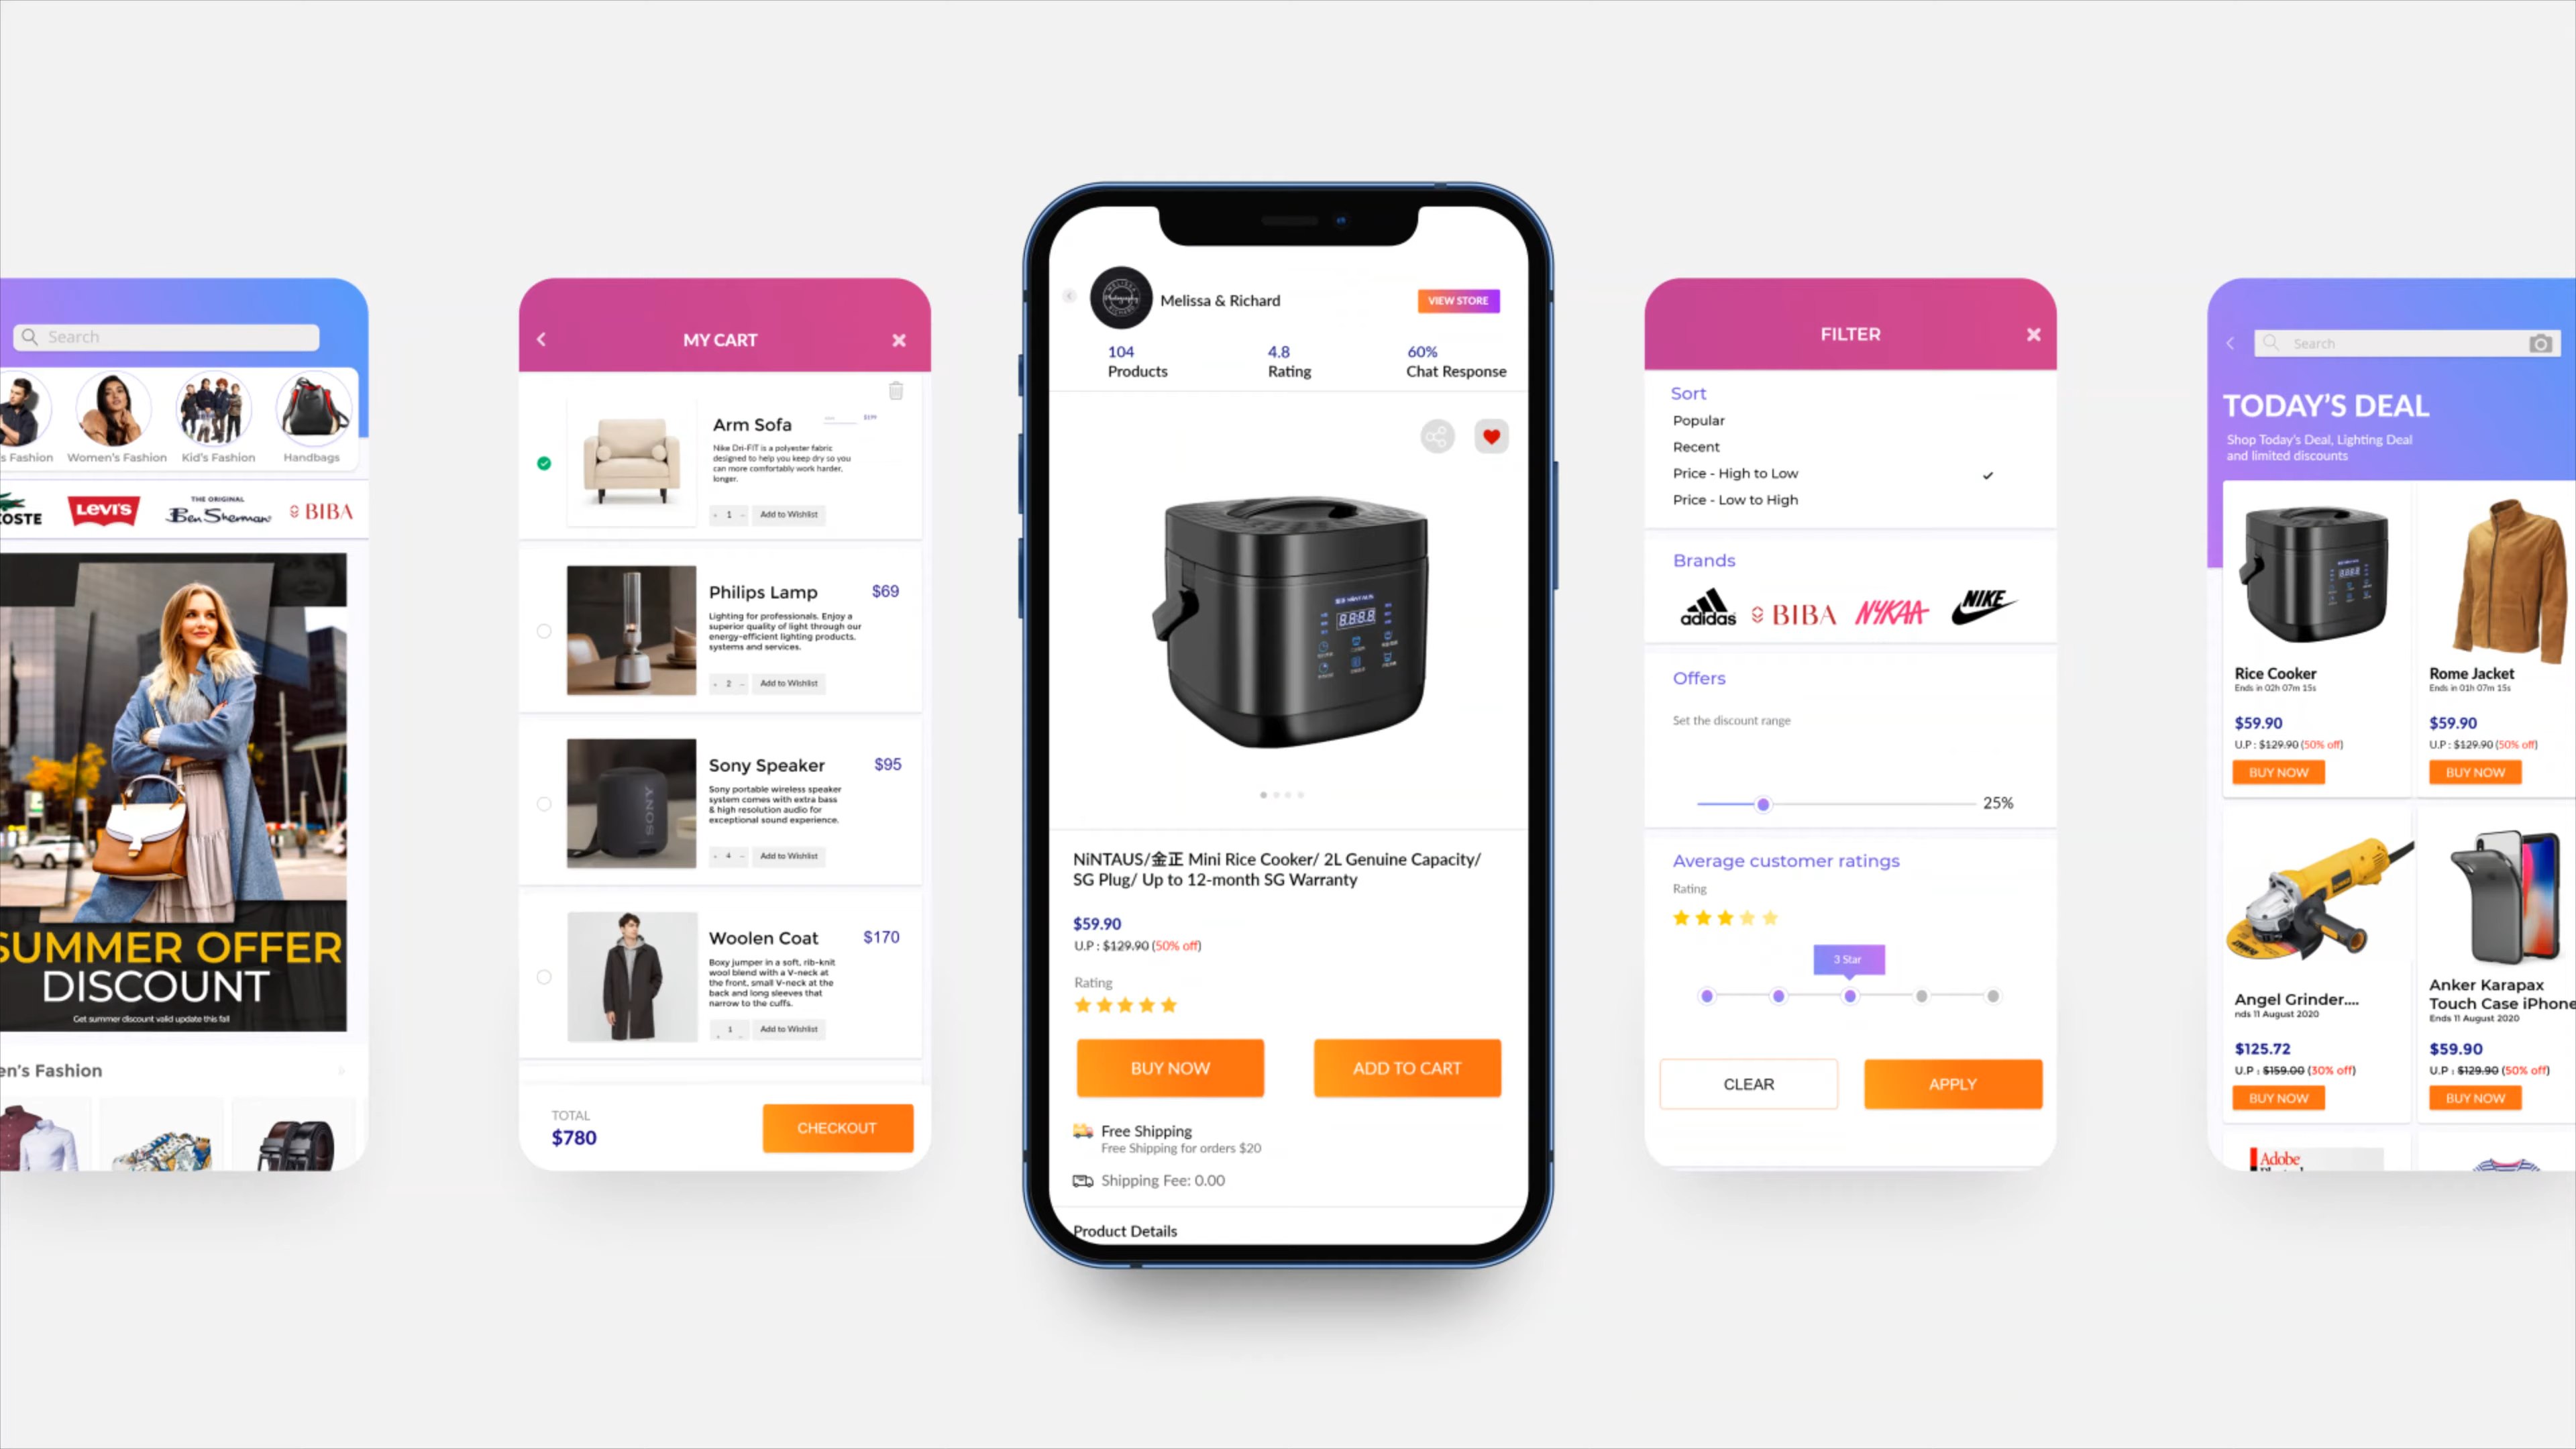 Search
s Fashion
Women's Fashion
Kid's Fashion
Handbags
COSTE
LEVI'S
THE ORIGINAL
Ben Sherman
BIBA
SUMMER OFFER
DISCOUNT
Get summer discount valid update this fall
en's Fashion
MY CART
Arm Sofa
$199
Nike Dri-FIT is a polyester fabric
designed to help you keep dry so you
can more comfortably work harder,
longer.
1
Add to Wishlist
Philips Lamp
$69
Lighting for professionals. Enjoy a
superior quality of light through our
energy-efficient lighting products,
systems and services.
2
Add to Wishlist
SONY
Sony Speaker
$95
Sony portable wireless speaker
system comes with extra bass
& high resolution audio for
exceptional sound experience.
4
Add to Wishlist
Woolen Coat
$170
Boxy jumper in a soft, rib-knit
wool blend with a V-neck at
the front, small V-neck at the
back and long sleeves that
narrow to the cuffs.
1
Add to Wishlist
TOTAL
$780
CHECKOUT
MELISSA
Photography
RICHARD
Melissa & Richard
VIEW STORE
104
Products
4.8
Rating
60%
Chat Response
8888
NiNTAUS/金正 Mini Rice Cooker/ 2L Genuine Capacity/
SG Plug/ Up to 12-month SG Warranty
$59.90
U.P : $129.90 (50% off)
Rating
BUY NOW
ADD TO CART
Free Shipping
Free Shipping for orders $20
Shipping Fee: 0.00
Product Details
FILTER
Sort
Popular
Recent
Price - High to Low
Price - Low to High
Brands
adidas
BIBA
NYKAA
NIKE
Offers
Set the discount range
25%
Average customer ratings
Rating
3 Star
CLEAR
APPLY
Search
TODAY'S DEAL
Shop Today's Deal, Lighting Deal
and limited discounts
Rice Cooker
Ends in 02h 07m 15s
$59.90
U.P : $129.90 (50% off)
BUY NOW
Rome Jacket
Ends in 01h 07m 15s
$59.90
U.P : $129.90 (50% off)
BUY NOW
Angel Grinder....
nds 11 August 2020
$125.72
U.P : $159.00 (30% off)
BUY NOW
Anker Karapax
Touch Case iPhone
Ends 11 August 2020
$59.90
U.P : $129.90 (50% off)
BUY NOW
Adobe